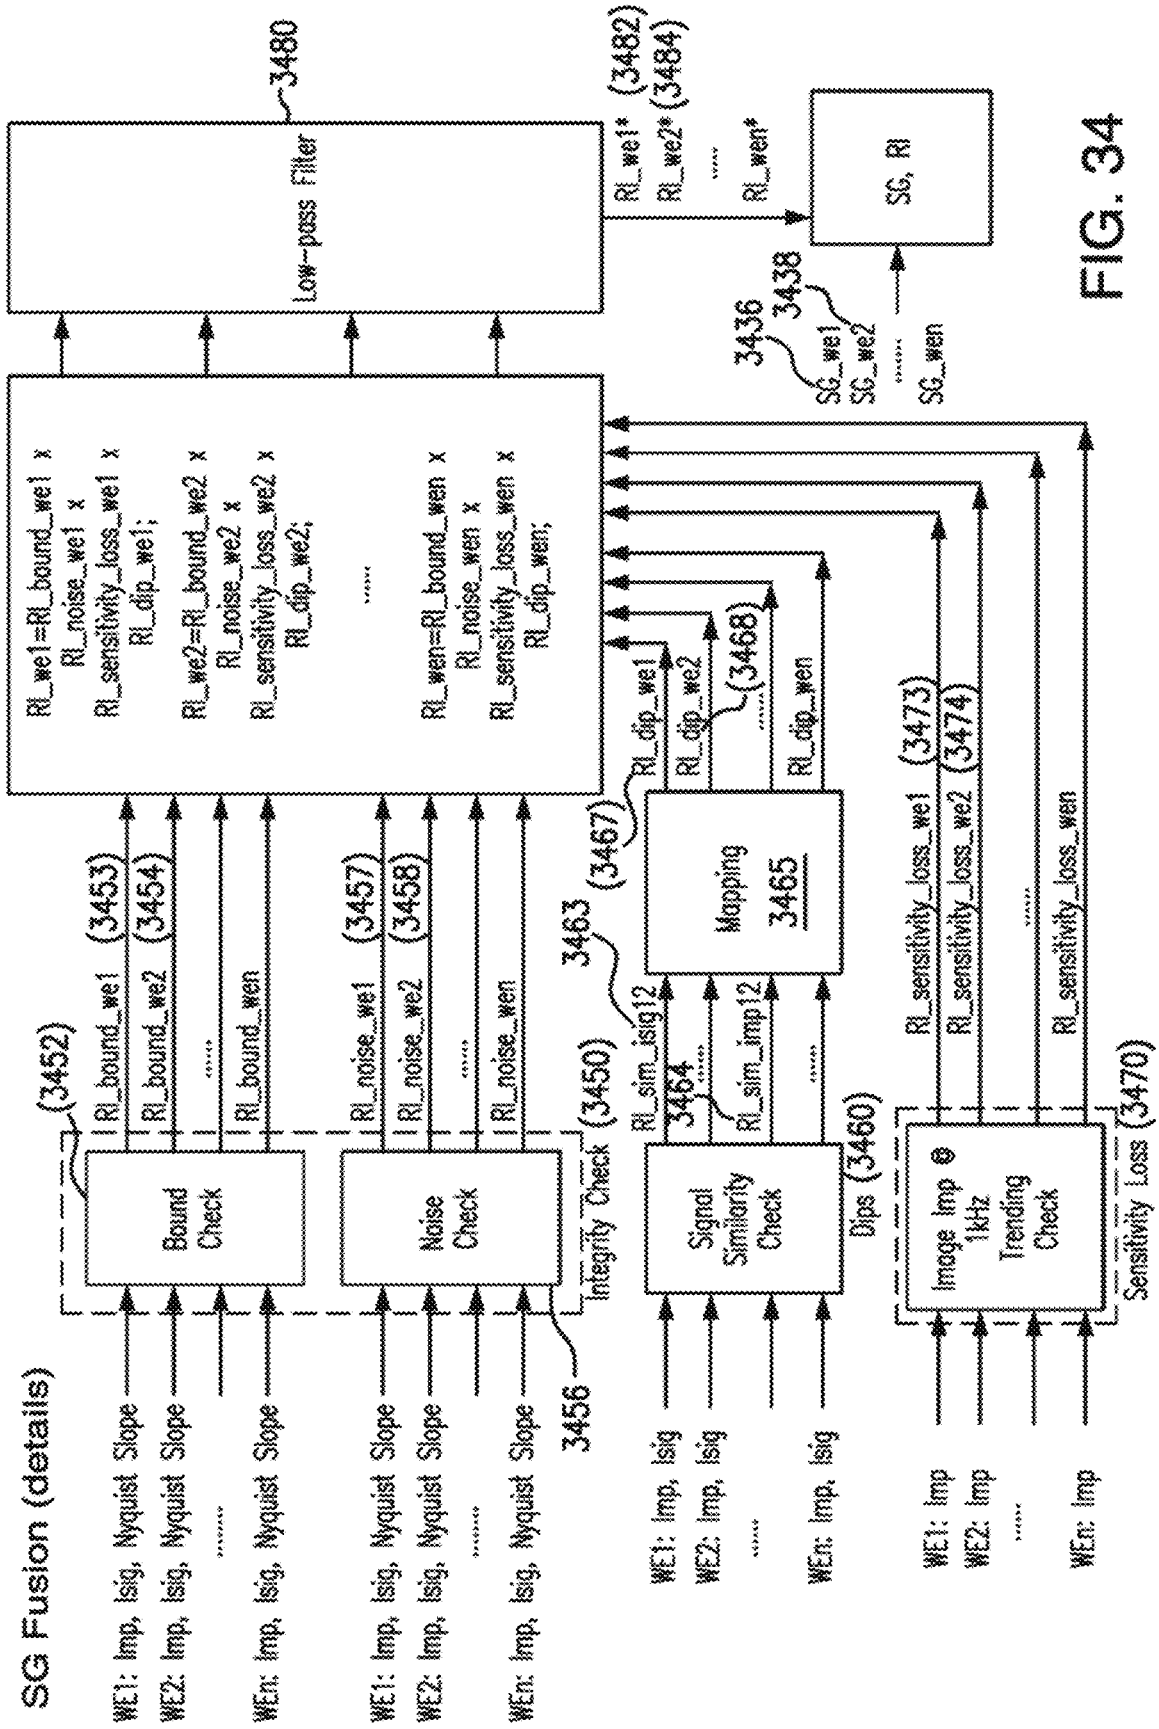 SG Fusion (details)
WE1: Imp, Isig, Nyquist Slope
WE2: Imp, Isig, Nyquist Slope
........
WEn: Imp, Isig, Nyquist Slope
Bound
Check
(3452)
RI_bound_we1 (3453)
RI_bound_we2 (3454)
......
RI_bound_wen
WE1: Imp, Isig, Nyquist Slope
WE2: Imp, Isig, Nyquist Slope
........
WEn: Imp, Isig, Nyquist Slope
3456
Noise
Check
Integrity Check (3450)
RI_noise_we1 (3457)
RI_noise_we2 (3458)
......
RI_noise_wen
WE1: Imp, Isig
WE2: Imp, Isig
......
WEn: Imp, Isig
Signal
Similarity
Check
Dips (3460)
RI_sim_isig12
3463
......
3464
RI_sim_imp12
......
Mapping
3465
(3467)
RI_dip_we1
RI_dip_we2
(3468)
......
RI_dip_wen
WE1: Imp
WE2: Imp
......
WEn: Imp
Image Imp @
1kHz
Trending
Check
Sensitivity Loss (3470)
RI_sensitivity_loss_we1 (3473)
RI_sensitivity_loss_we2 (3474)
......
RI_sensitivity_loss_wen
RI_we1=RI_bound_we1 x
RI_noise_we1 x
RI_sensitivity_loss_we1 x
RI_dip_we1;
RI_we2=RI_bound_we2 x
RI_noise_we2 x
RI_sensitivity_loss_we2 x
RI_dip_we2;
......
RI_wen=RI_bound_wen x
RI_noise_wen x
RI_sensitivity_loss_wen x
RI_dip_wen;
Low-pass Filter
3480
RI_we1* (3482)
RI_we2* (3484)
......
RI_wen*
3436
3438
SG_we1
SG_we2
......
SG_wen
SG, RI
FIG. 34